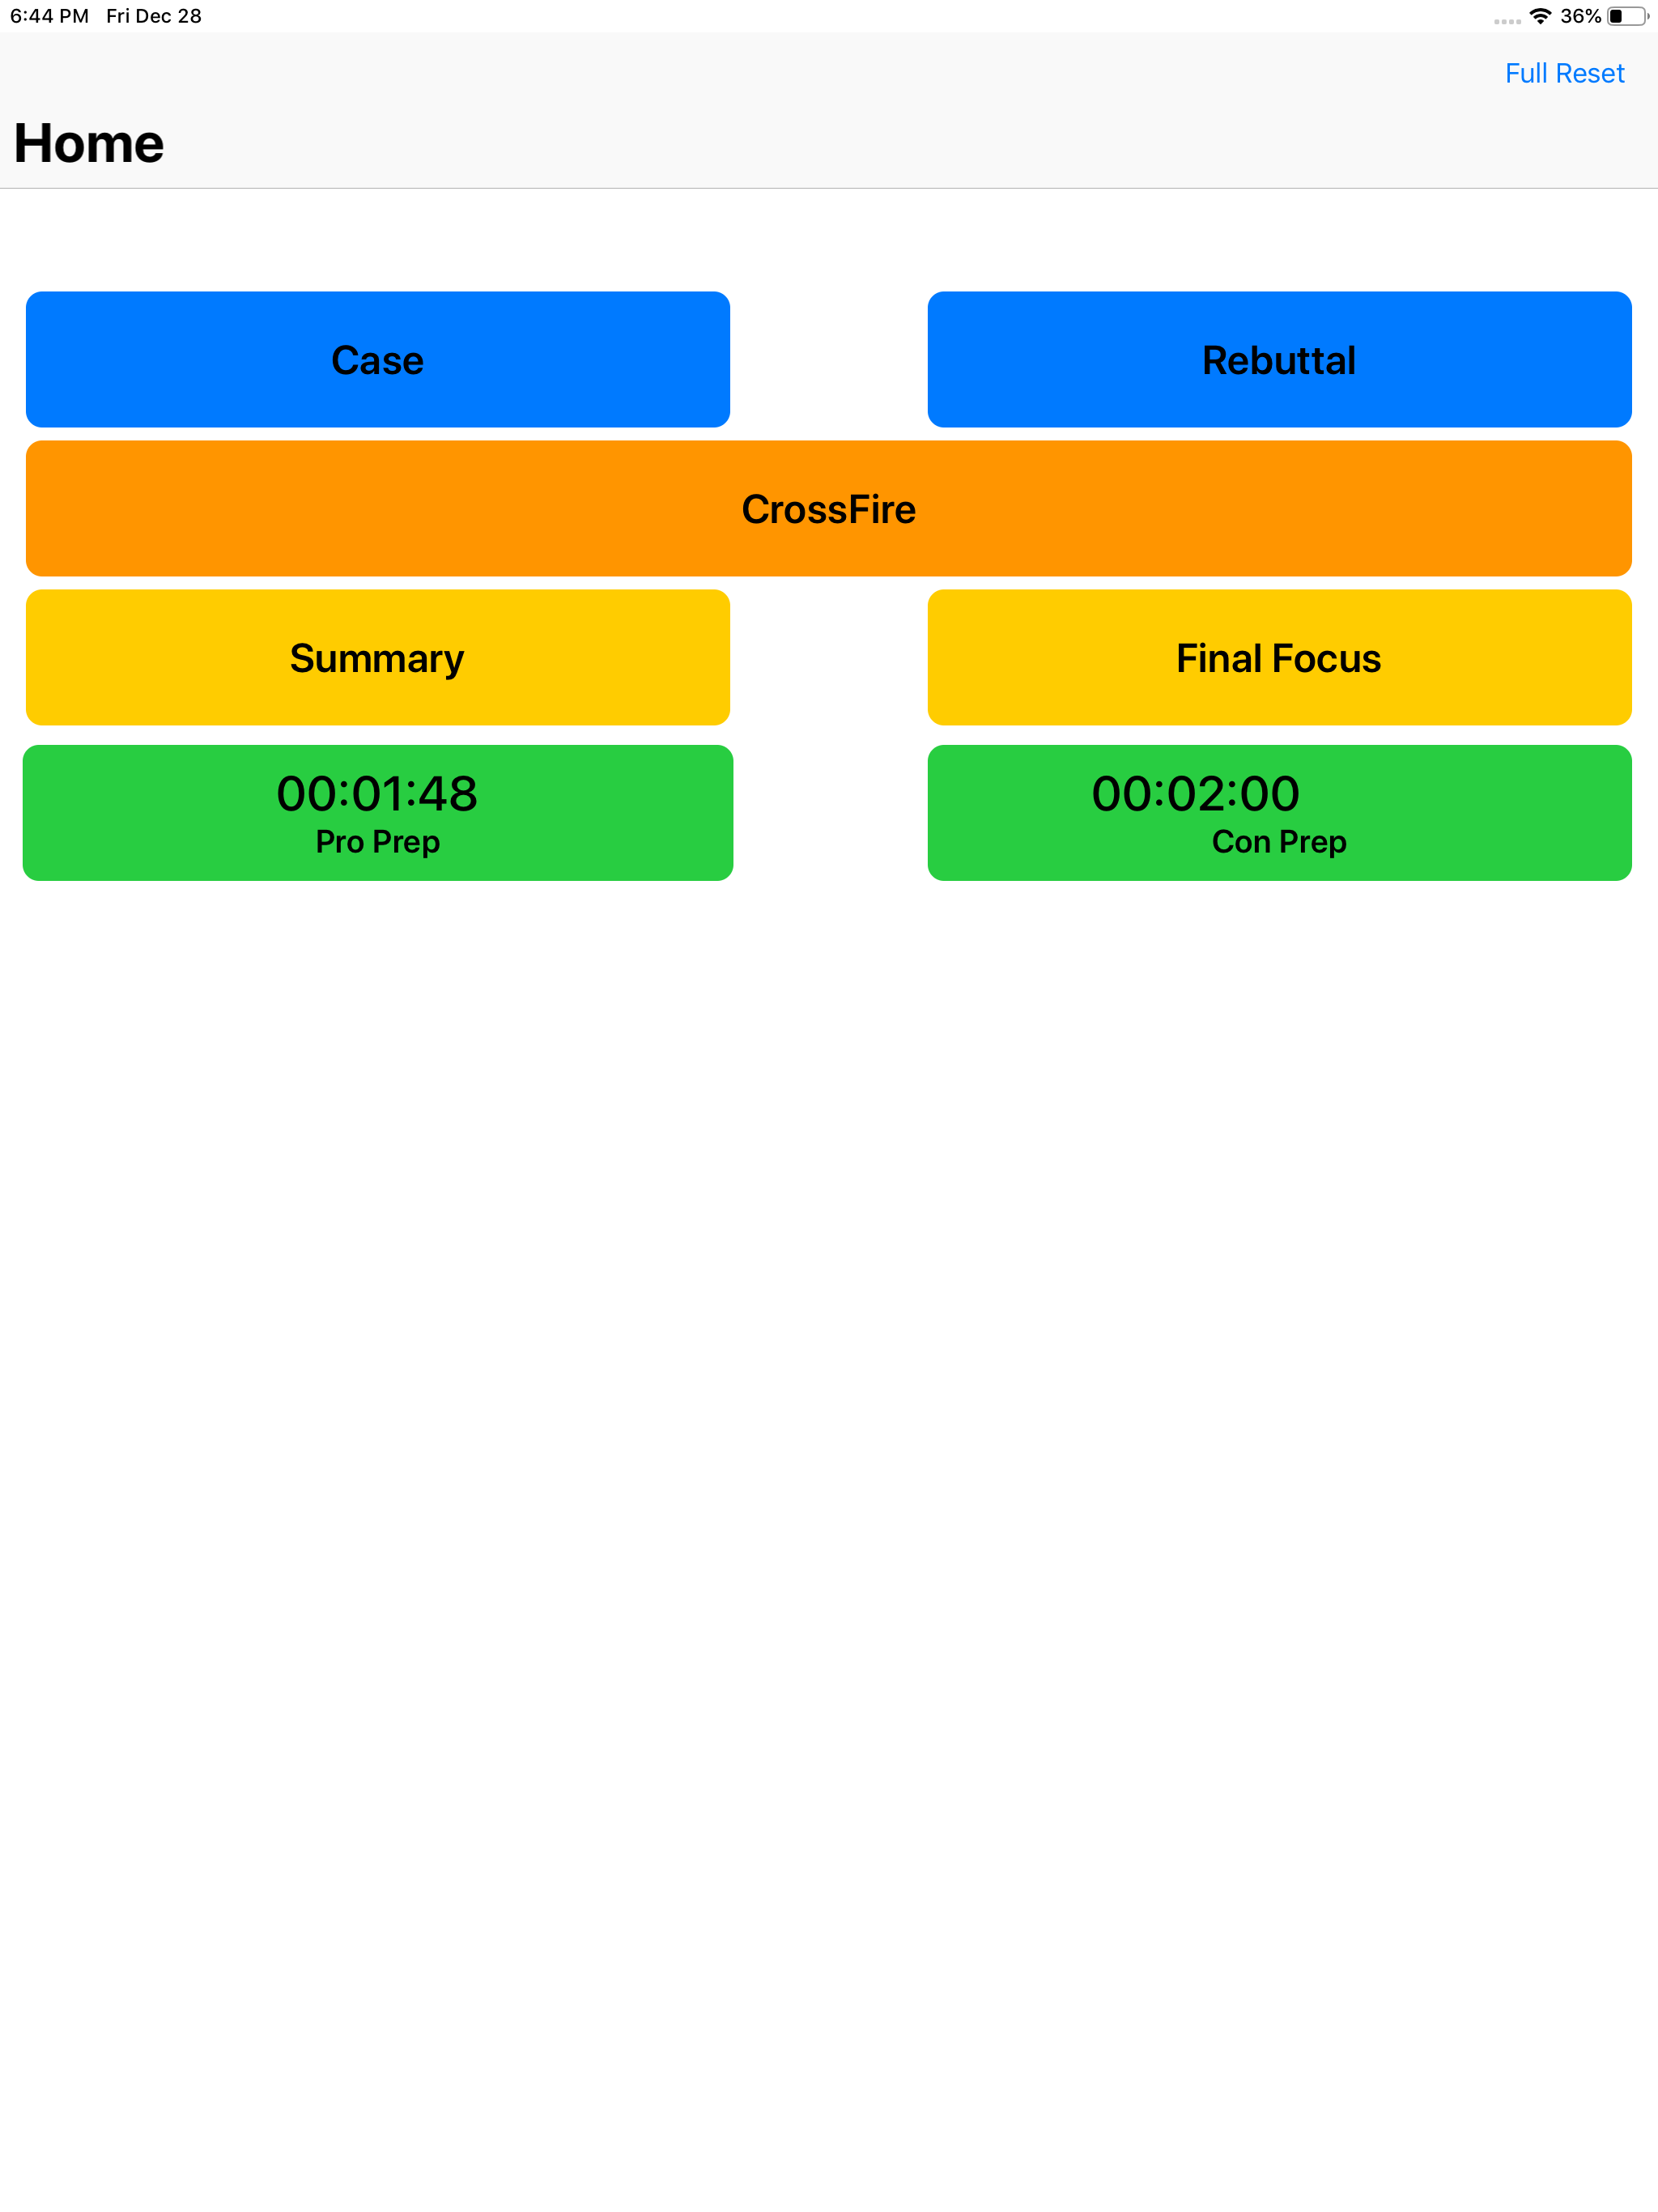 6:44 PM Fri Dec 28 36%
Full Reset
Home
Case Rebuttal
CrossFire
Summary Final Focus
00:01:48 00:02:00
Pro Prep Con Prep